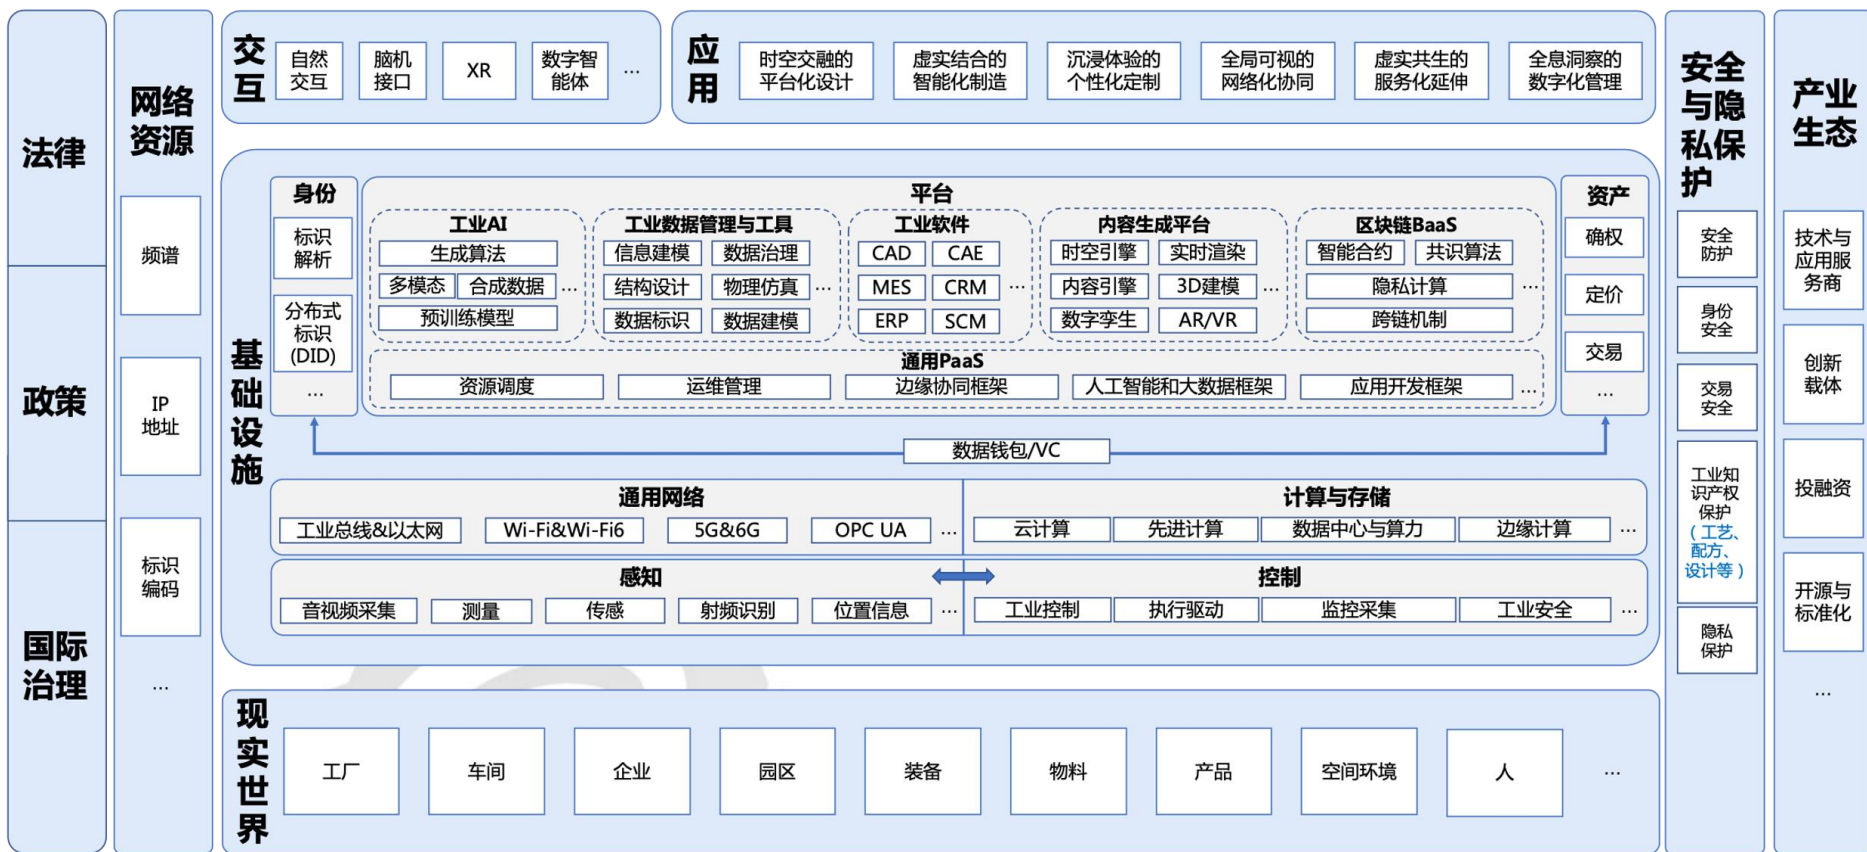 法律
政策
国际
治理
网络
资源
频谱
IP
地址
标识
编码
...
交互
自然
交互
脑机
接口
XR
数字智
能体
...
应用
时空交融的
平台化设计
虚实结合的
智能化制造
沉浸体验的
个性化定制
全局可视的
网络化协同
虚实共生的
服务化延伸
全息洞察的
数字化管理
基础设施
身份
标识
解析
分布式
标识
(DID)
...
平台
工业AI
生成算法
多模态
合成数据
...
预训练模型
工业数据管理与工具
信息建模
数据治理
结构设计
物理仿真
...
数据标识
数据建模
工业软件
CAD
CAE
MES
CRM
...
ERP
SCM
内容生成平台
时空引擎
实时渲染
内容引擎
3D建模
...
数字孪生
AR/VR
区块链BaaS
智能合约
共识算法
隐私计算
...
跨链机制
通用PaaS
资源调度
运维管理
边缘协同框架
人工智能和大数据框架
应用开发框架
...
资产
确权
定价
交易
...
数据钱包/VC
通用网络
工业总线&以太网
Wi-Fi&Wi-Fi6
5G&6G
OPC UA
...
计算与存储
云计算
先进计算
数据中心与算力
边缘计算
...
感知
音视频采集
测量
传感
射频识别
位置信息
...
控制
工业控制
执行驱动
监控采集
工业安全
...
现实世界
工厂
车间
企业
园区
装备
物料
产品
空间环境
人
...
安全
与隐
私保
护
安全
防护
身份
安全
交易
安全
工业知
识产权
保护
（工艺、
配方、
设计等）
隐私
保护
产业
生态
技术与
应用服
务商
创新
载体
投融资
开源与
标准化
...